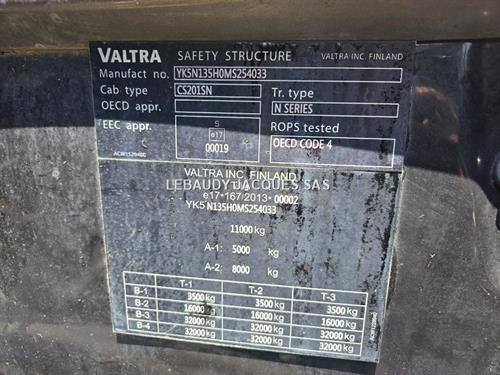 VALTRA SAFETY STRUCTURE VALTRA INC. FINLAND
Manufact no. YK5N135H0MS254033
Cab type CS201SN Tr. type
OECD appr. N SERIES
EEC appr. S ROPS tested
e17
00019 OECD CODE 4
VALTRA INC. FINLAND
LEBAUDY JACQUES SAS
e17*167/2013*00002
YK5N135H0MS254033
11000 kg
A-1: 5000 kg
A-2: 8000 kg
T-1 T-2 T-3
B-1 3500 kg 3500 kg 3500 kg
B-2 16000 kg 16000 kg 16000 kg
B-3 32000 kg 32000 kg 32000 kg
B-4 32000 kg 32000 kg 32000 kg